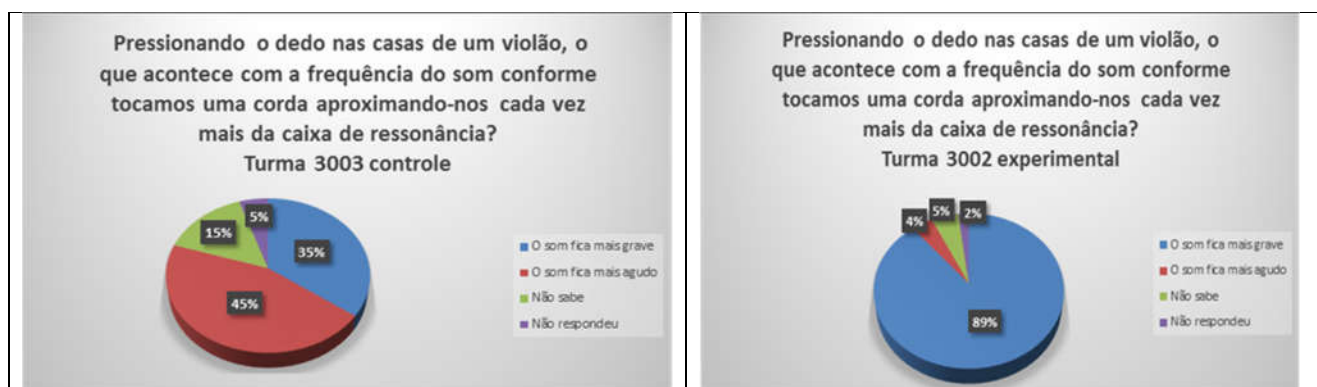 Pressionando o dedo nas casas de um violão, o
que acontece com a frequência do som conforme
tocamos uma corda aproximando-nos cada vez
mais da caixa de ressonância?
Turma 3003 controle
5%
15%
35%
45%
O som fica mais grave
O som fica mais agudo
Não sabe
Não respondeu
Pressionando o dedo nas casas de um violão, o
que acontece com a frequência do som conforme
tocamos uma corda aproximando-nos cada vez
mais da caixa de ressonância?
Turma 3002 experimental
4%
5%
2%
89%
O som fica mais grave
O som fica mais agudo
Não sabe
Não respondeu